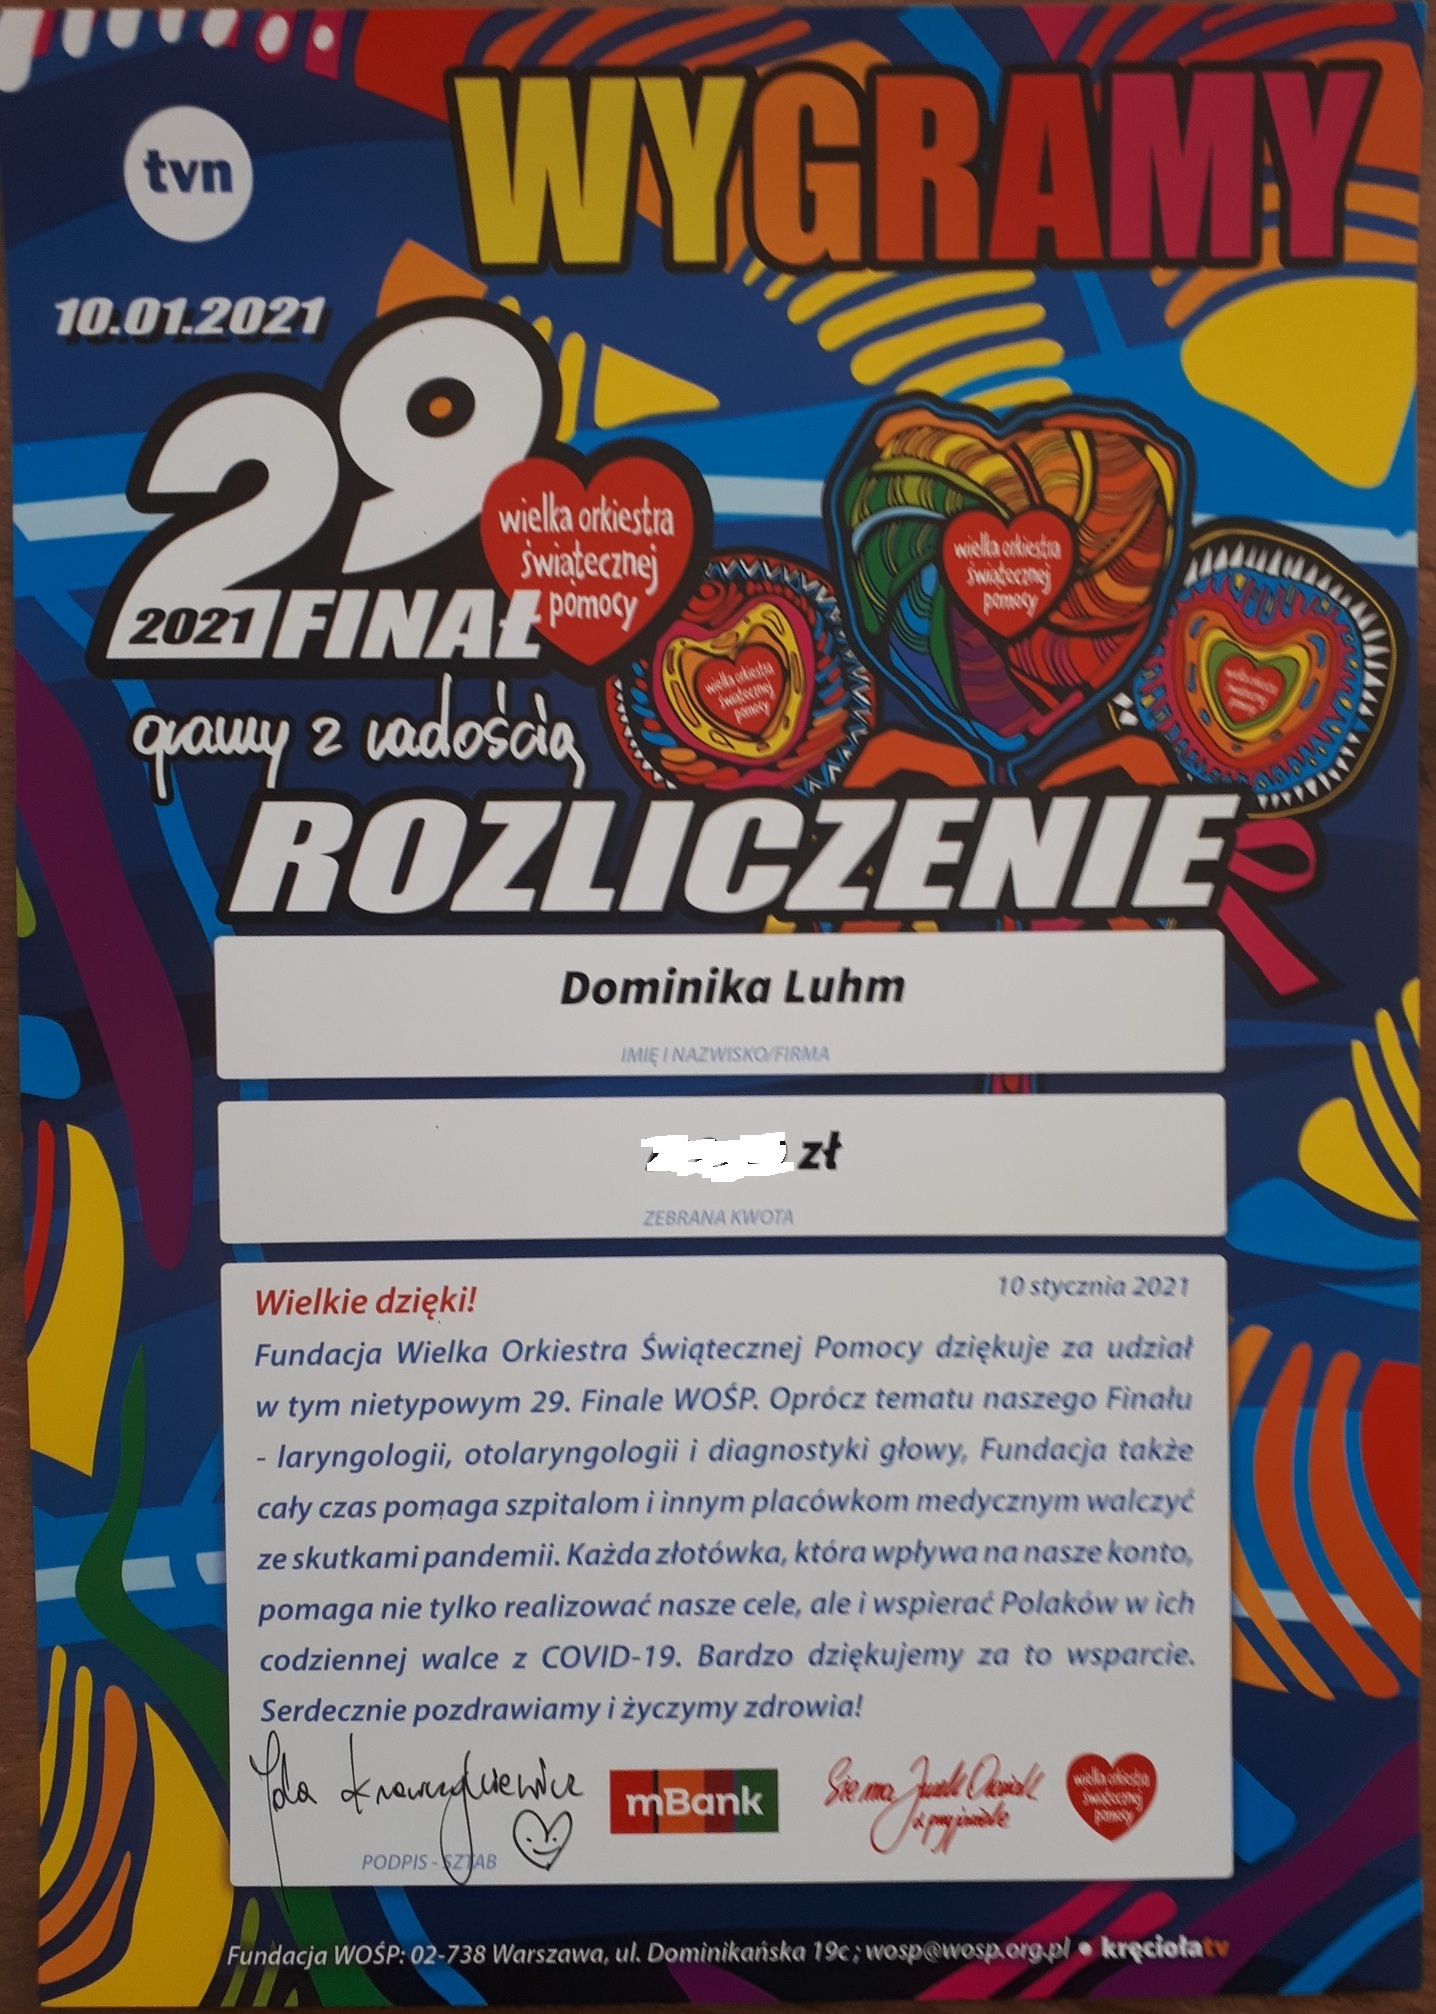 tvn
WYGRAMY
10.01.2021
29
2021 FINAŁ
wielka orkiestra
świątecznej
pomocy
wielka orkiestra
świątecznej
pomocy
wielka orkiestra
świątecznej
pomocy
wielka orkiestra
świątecznej
pomocy
gramy z radością
ROZLICZENIE
Dominika Luhm
IMIĘ I NAZWISKO/FIRMA
zł
ZEBRANA KWOTA
Wielkie dzięki!
10 stycznia 2021
Fundacja Wielka Orkiestra Świątecznej Pomocy dziękuje za udział
w tym nietypowym 29. Finale WOŚP. Oprócz tematu naszego Finału
- laryngologii, otolaryngologii i diagnostyki głowy, Fundacja także
cały czas pomaga szpitalom i innym placówkom medycznym walczyć
ze skutkami pandemii. Każda złotówka, która wpływa na nasze konto,
pomaga nie tylko realizować nasze cele, ale i wspierać Polaków w ich
codziennej walce z COVID-19. Bardzo dziękujemy za to wsparcie.
Serdecznie pozdrawiamy i życzymy zdrowia!
mBank
Sie ma
wielka orkiestra
świątecznej
pomocy
PODPIS - SZTAB
Fundacja WOŚP: 02-738 Warszawa, ul. Dominikańska 19c ; wosp@wosp.org.pl • kręciołatv